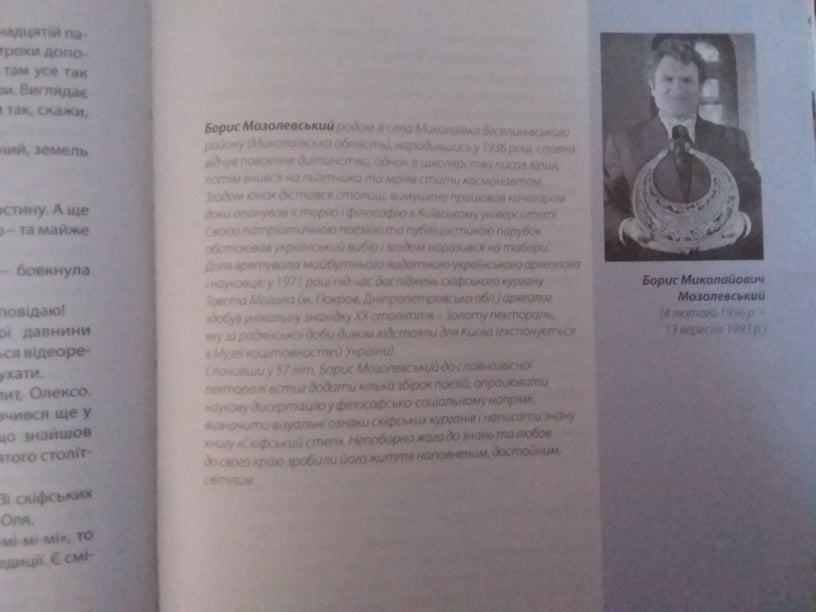 надцятій па-
трохи допо-
там усе так
ри. Виглядає
и так, скажи,
ний, земель
остину. А ще
о – та майже
– бовкнула
повідаю!
ої давнини
ься відеоре-
ухати.
ит, Олексо.
вчився ще у
що знайшов
ятого століт-
Зі скіфських
Оля.
мі-мі-мі», то
едиції. Є смі-
Борис Мозолевський родом зі села Миколаївка Веселинівського
району (Миколаївська область), народившись у 1936 році, сповна
відчув повоєнне дитинство, однак зі школярства писав вірші,
потім вчився на льотчика та мріяв стати космонавтом.
Згодом юнак дістався столиці, вимушено працював кочегаром
доки опанував історію і філософію в Київському університеті.
Своєю патріотичною поезією та публіцистикою парубок
обстоював український вибір і згодом наразився на табори.
Доля врятувала майбутнього видатного українського археолога
і науковця: у 1971 році під час досліджень скіфського кургану
Товста Могила (м. Покров, Дніпропетровська обл.) археолог
здобув унікальну знахідку ХХ століття – Золоту пектораль,
яку за радянської доби дивом відстояли для Києва (експонується
в Музеї коштовностей України).
Спочивши у 57 літ, Борис Мозолевський до славнозвісної
пекторалі встиг додати кілька збірок поезій, опрацювати
наукову дисертацію у філософсько-соціальному напрямі,
визначити візуальні ознаки скіфських курганів і написати знану
книгу «Скіфський степ». Непоборна жага до знань та любов
до свого краю зробили його життя наповненим, достойним,
світлим.
Борис Миколайович
Мозолевський
(4 лютого 1936 р. -
13 вересня 1993 р.)